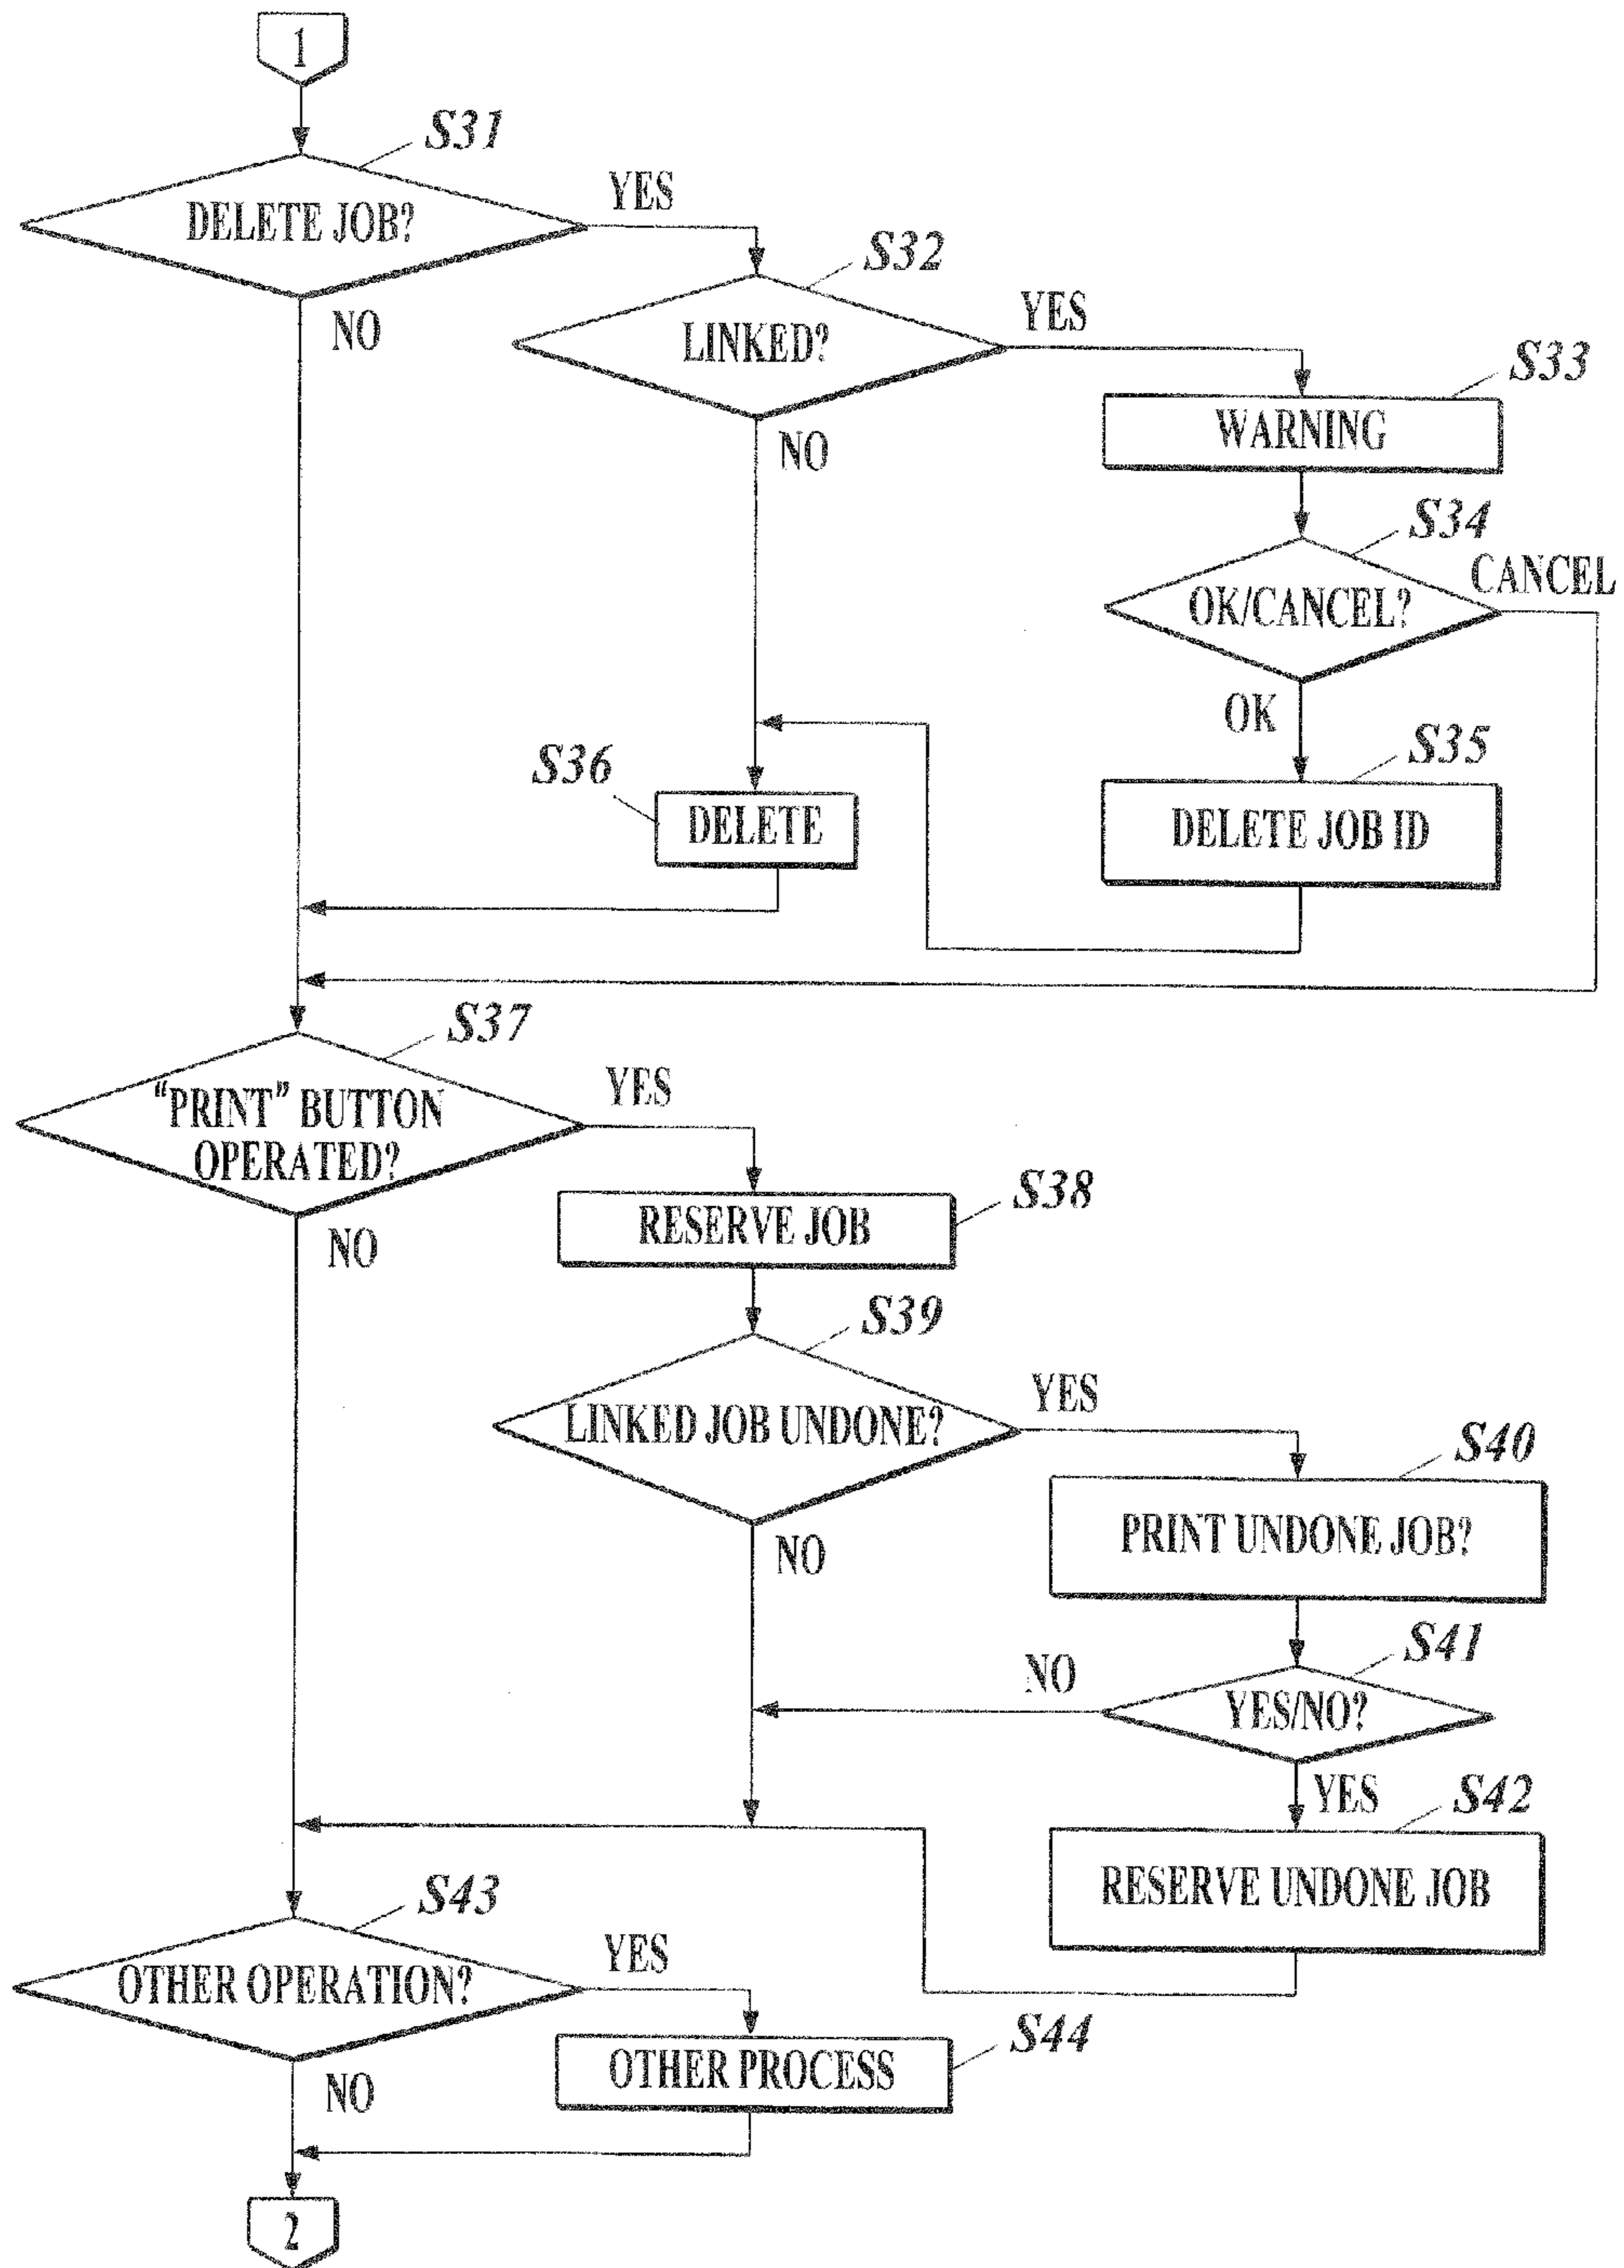 1
S31
DELETE JOB?
YES
NO
S32
LINKED?
YES
NO
S33
WARNING
S34
OK/CANCEL?
CANCEL
OK
S35
DELETE JOB ID
S36
DELETE
S37
“PRINT” BUTTON
OPERATED?
YES
NO
S38
RESERVE JOB
S39
LINKED JOB UNDONE?
YES
NO
S40
PRINT UNDONE JOB?
S41
YES/NO?
NO
YES
S42
RESERVE UNDONE JOB
S43
OTHER OPERATION?
YES
NO
S44
OTHER PROCESS
2